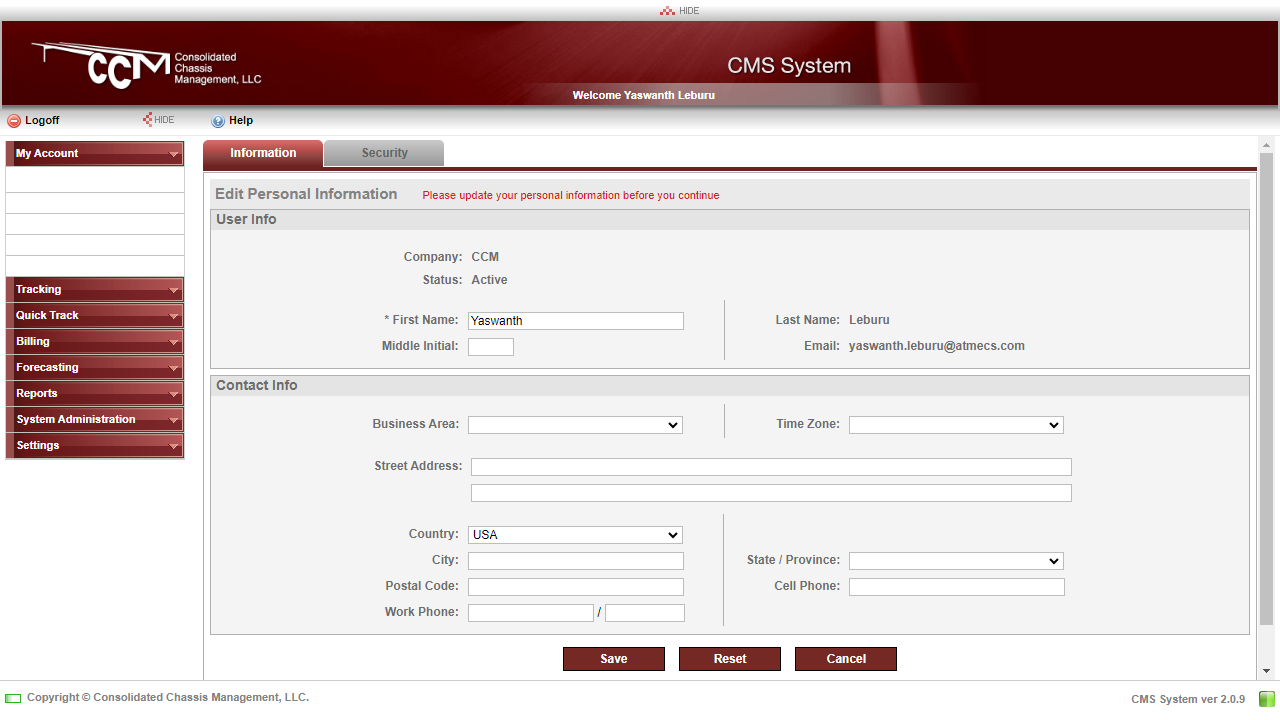 HIDE
CCM Consolidated
Chassis
Management, LLC
CMS System
Welcome Yaswanth Leburu
Logoff HIDE Help
My Account
Information Security
Edit Personal Information Please update your personal information before you continue
User Info
Company: CCM
Status: Active
* First Name: Yaswanth Last Name: Leburu
Middle Initial: Email: yaswanth.leburu@atmecs.com
Tracking
Quick Track
Billing
Forecasting
Reports
System Administration
Settings
Contact Info
Business Area: Time Zone:
Street Address:
Country: USA
City: State / Province:
Postal Code: Cell Phone:
Work Phone: /
Save Reset Cancel
Copyright © Consolidated Chassis Management, LLC. CMS System ver 2.0.9